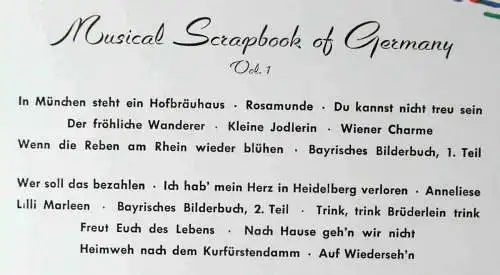 Musical Scrapbook of Germany
Vol. 1
In München steht ein Hofbräuhaus · Rosamunde · Du kannst nicht treu sein
Der fröhliche Wanderer · Kleine Jodlerin · Wiener Charme
Wenn die Reben am Rhein wieder blühen · Bayrisches Bilderbuch, 1. Teil
Wer soll das bezahlen · Ich hab' mein Herz in Heidelberg verloren · Anneliese
Lilli Marleen · Bayrisches Bilderbuch, 2. Teil · Trink, trink Brüderlein trink
Freut Euch des Lebens · Nach Hause geh'n wir nicht
Heimweh nach dem Kurfürstendamm · Auf Wiederseh'n